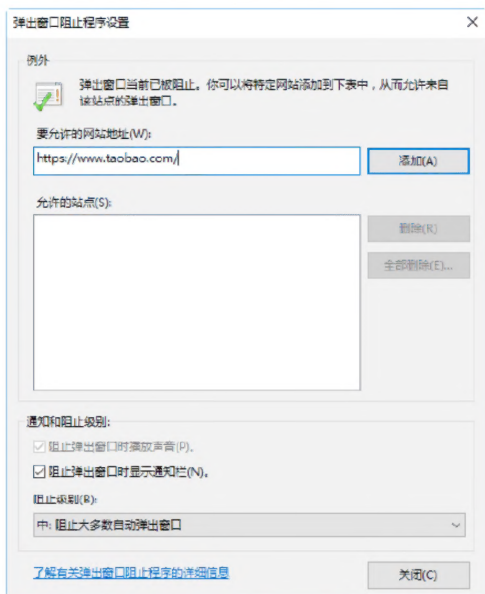 弹出窗口阻止程序设置
例外
弹出窗口当前已被阻止。你可以将特定网站添加到下表中，从而允许来自
该站点的弹出窗口。
要允许的网站地址(W):
https://www.taobao.com/
添加(A)
允许的站点(S):
删除(R)
全部删除(E)...
通知和阻止级别:
阻止弹出窗口时播放声音(P)。
阻止弹出窗口时显示通知栏(N)。
阻止级别(B):
中: 阻止大多数自动弹出窗口
了解有关弹出窗口阻止程序的详细信息
关闭(C)